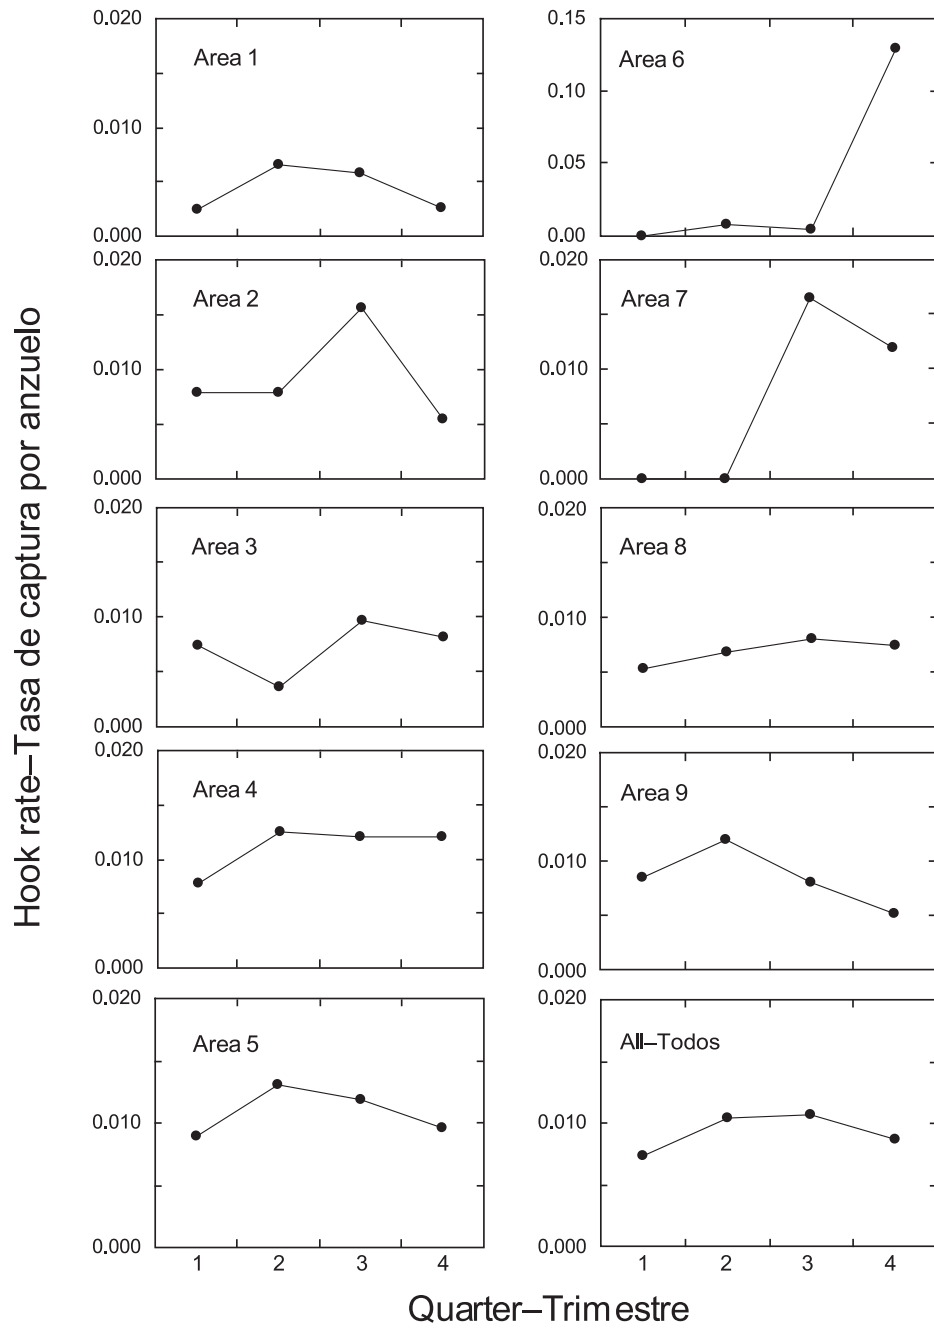 Hook rate–Tasa de captura por anzuelo
0.020
Area 1
0.010
0.000
0.15
Area 6
0.10
0.05
0.00
0.020
Area 2
0.010
0.000
0.020
Area 7
0.010
0.000
0.020
Area 3
0.010
0.000
0.020
Area 8
0.010
0.000
0.020
Area 4
0.010
0.000
0.020
Area 9
0.010
0.000
0.020
Area 5
0.010
0.000
1 2 3 4
0.020
All–Todos
0.010
0.000
1 2 3 4
Quarter–Trimestre